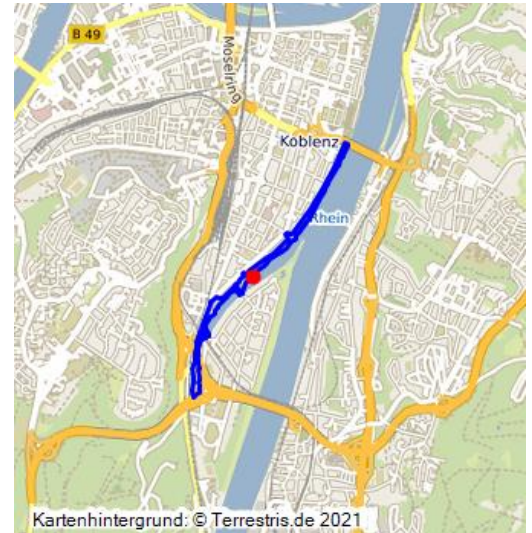 B 49
Moselring
Koblenz
Rhein
Kartenhintergrund: © Terrestris.de 2021